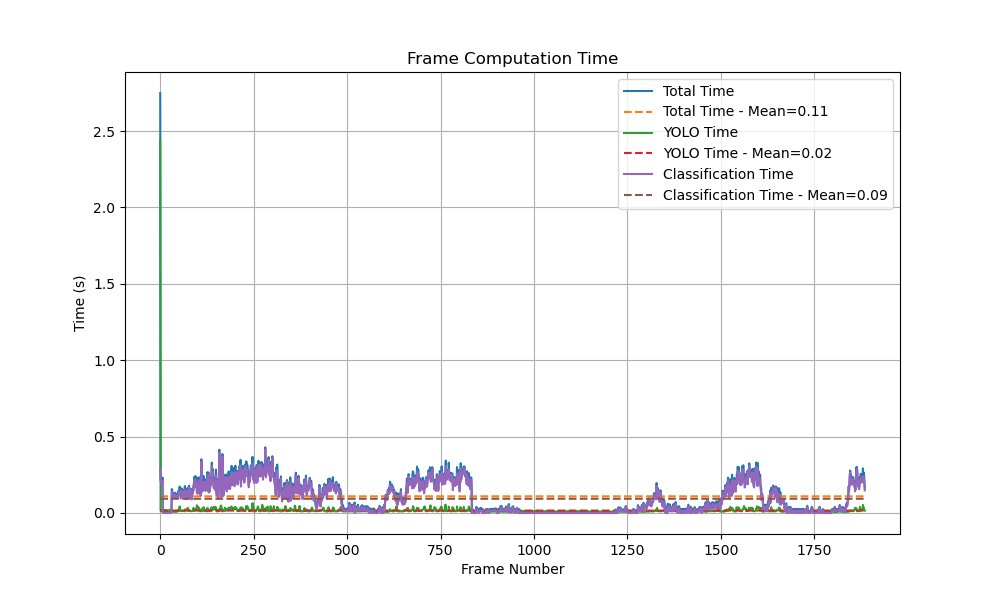 Frame Computation Time
Total Time
Total Time - Mean=0.11
YOLO Time
YOLO Time - Mean=0.02
Classification Time
Classification Time - Mean=0.09
Time (s)
2.5
2.0
1.5
1.0
0.5
0.0
0 250 500 750 1000 1250 1500 1750
Frame Number